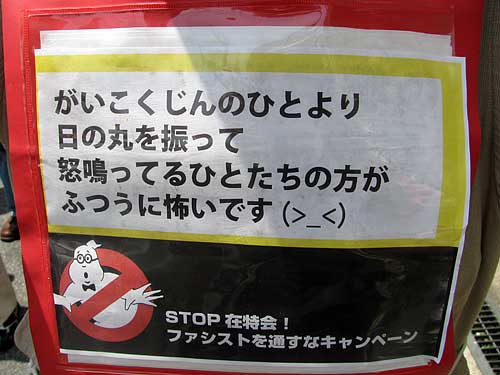 がいこくじんのひとより
日の丸を振って
怒鳴ってるひとたちの方が
ふつうに怖いです(>_<)
STOP 在特会！
ファシストを通すなキャンペーン